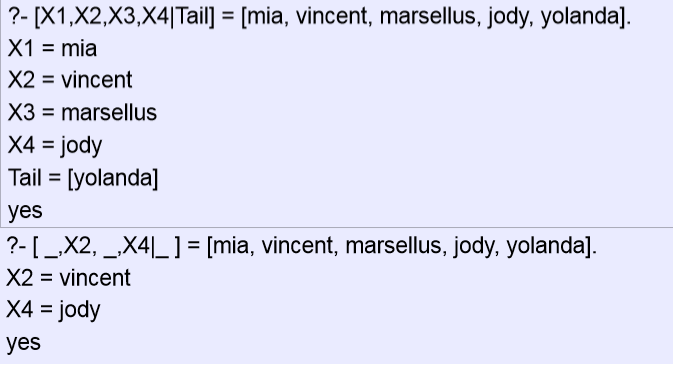 ?- [X1,X2,X3,X4|Tail] = [mia, vincent, marsellus, jody, yolanda].
X1 = mia
X2 = vincent
X3 = marsellus
X4 = jody
Tail = [yolanda]
yes
?- [ _,X2, _,X4|_ ] = [mia, vincent, marsellus, jody, yolanda].
X2 = vincent
X4 = jody
yes